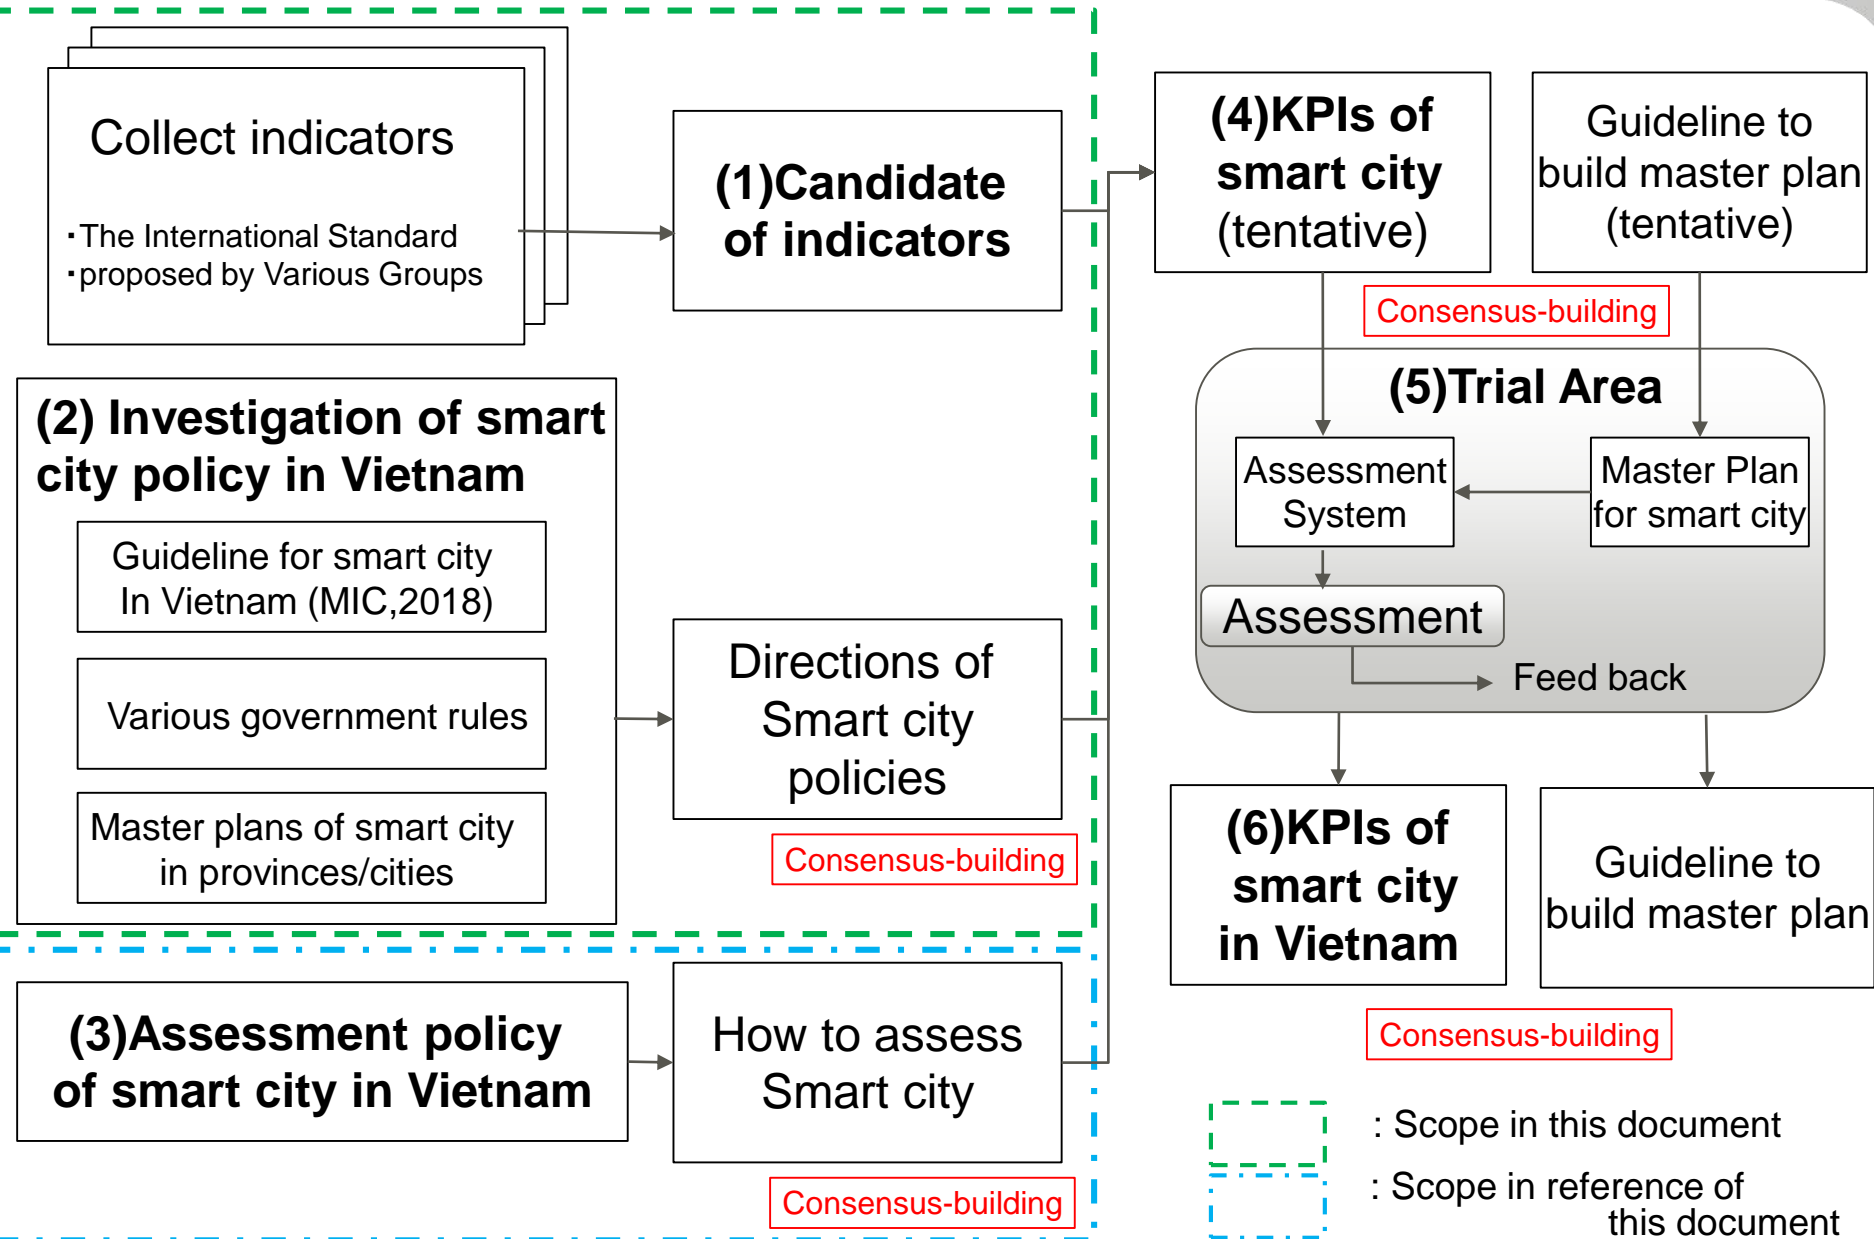 Collect indicators
・The International Standard
・proposed by Various Groups
(1)Candidate
of indicators
(2) Investigation of smart
city policy in Vietnam
Guideline for smart city
In Vietnam (MIC,2018)
Various government rules
Master plans of smart city
in provinces/cities
Directions of
Smart city
policies
Consensus-building
(3)Assessment policy
of smart city in Vietnam
How to assess
Smart city
Consensus-building
(4)KPIs of
smart city
(tentative)
Guideline to
build master plan
(tentative)
Consensus-building
(5)Trial Area
Assessment
System
Master Plan
for smart city
Assessment
Feed back
(6)KPIs of
smart city
in Vietnam
Guideline to
build master plan
Consensus-building
: Scope in this document
: Scope in reference of
this document